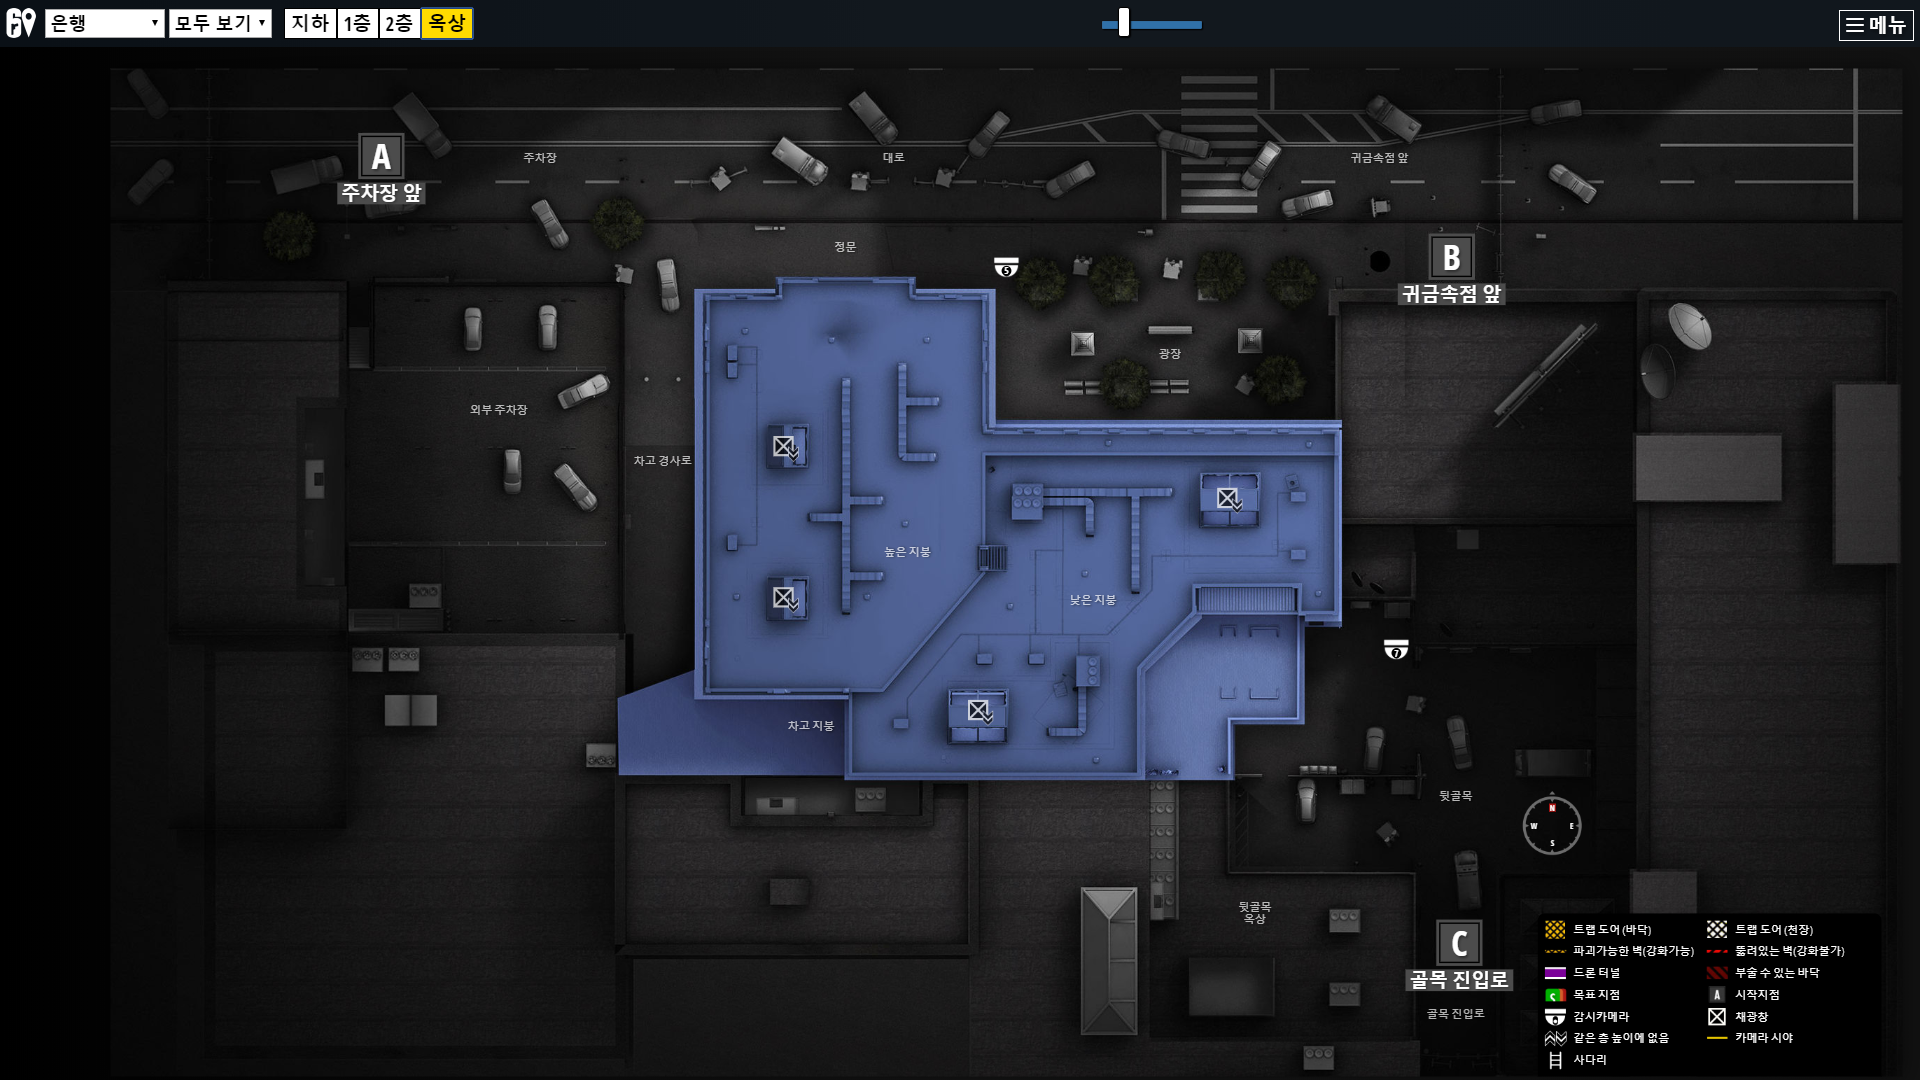 은행
모두 보기
지하
1층
2층
옥상
메뉴
A
주차장 앞
주차장
대로
귀금속점 앞
정문
5
B
귀금속점 앞
광장
외부 주차장
차고 경사로
높은 지붕
낮은 지붕
7
차고 지붕
뒷골목
N
W
E
S
뒷골목
옥상
C
골목 진입로
골목 진입로
트랩 도어 (바닥)
트랩 도어 (천장)
파괴가능한 벽(강화가능)
뚫려있는 벽(강화불가)
드론 터널
부술 수 있는 바닥
C
목표 지점
A
시작지점
감시카메라
채광창
같은 층 높이에 없음
카메라 시야
사다리